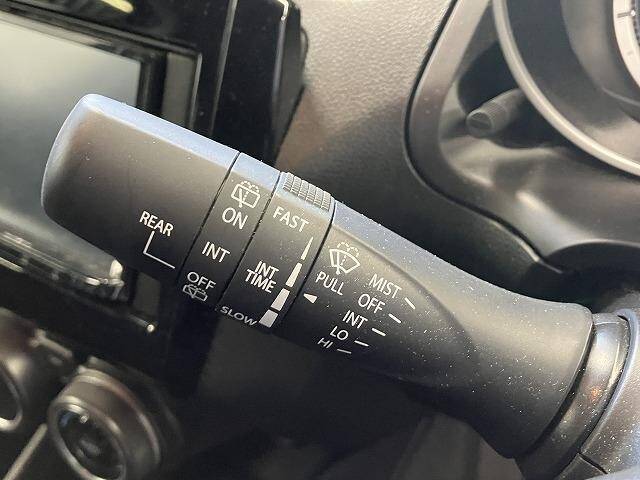 REAR
ON
INT
OFF
FAST
INT
TIME
SLOW
PULL
MIST
OFF
INT
LO
HI